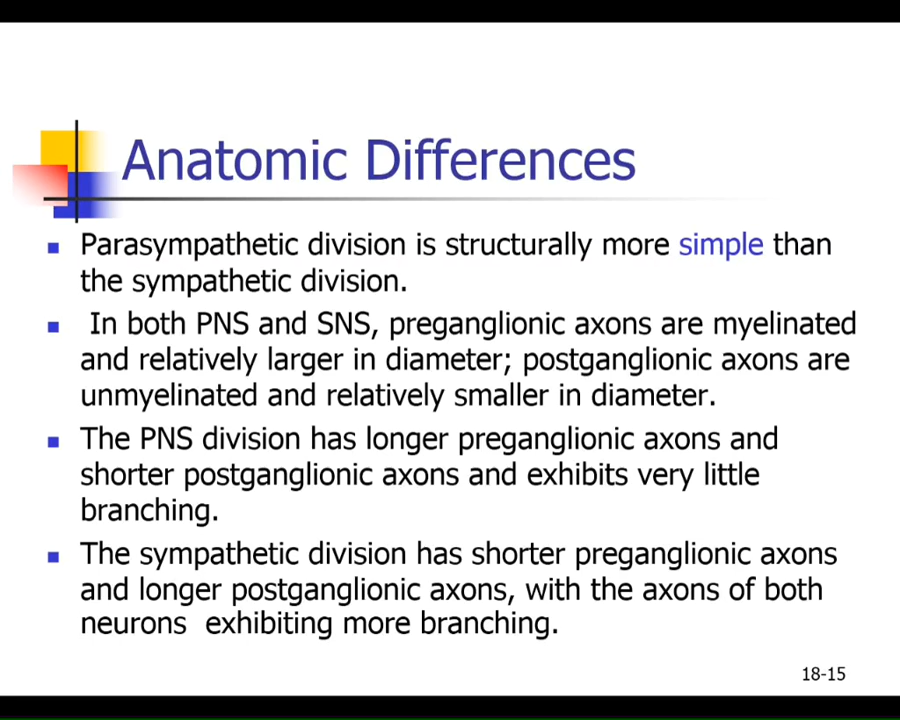 Anatomic Differences
Parasympathetic division is structurally more simple than
the sympathetic division.
In both PNS and SNS, preganglionic axons are myelinated
and relatively larger in diameter; postganglionic axons are
unmyelinated and relatively smaller in diameter.
The PNS division has longer preganglionic axons and
shorter postganglionic axons and exhibits very little
branching.
The sympathetic division has shorter preganglionic axons
and longer postganglionic axons, with the axons of both
neurons exhibiting more branching.
18-15